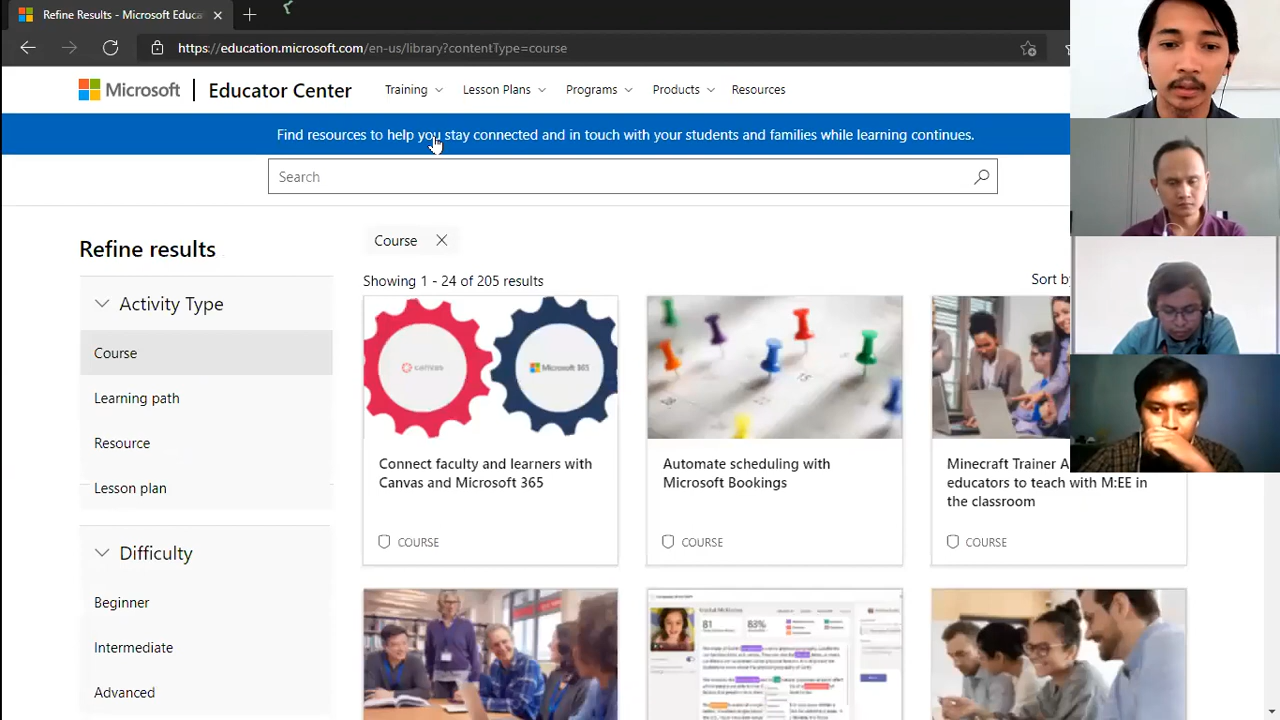 Refine Results - Microsoft Educa
https://education.microsoft.com/en-us/library?contentType=course
Microsoft | Educator Center
Training
Lesson Plans
Programs
Products
Resources
Find resources to help you stay connected and in touch with your students and families while learning continues.
Search
Refine results
Activity Type
Course
Learning path
Resource
Lesson plan
Difficulty
Beginner
Intermediate
Course
Showing 1 - 24 of 205 results
Sort by
canvas
Microsoft 365
Connect faculty and learners with
Canvas and Microsoft 365
COURSE
Automate scheduling with
Microsoft Bookings
COURSE
Minecraft Trainer A
educators to teach with M:EE in
the classroom
COURSE
81
83%